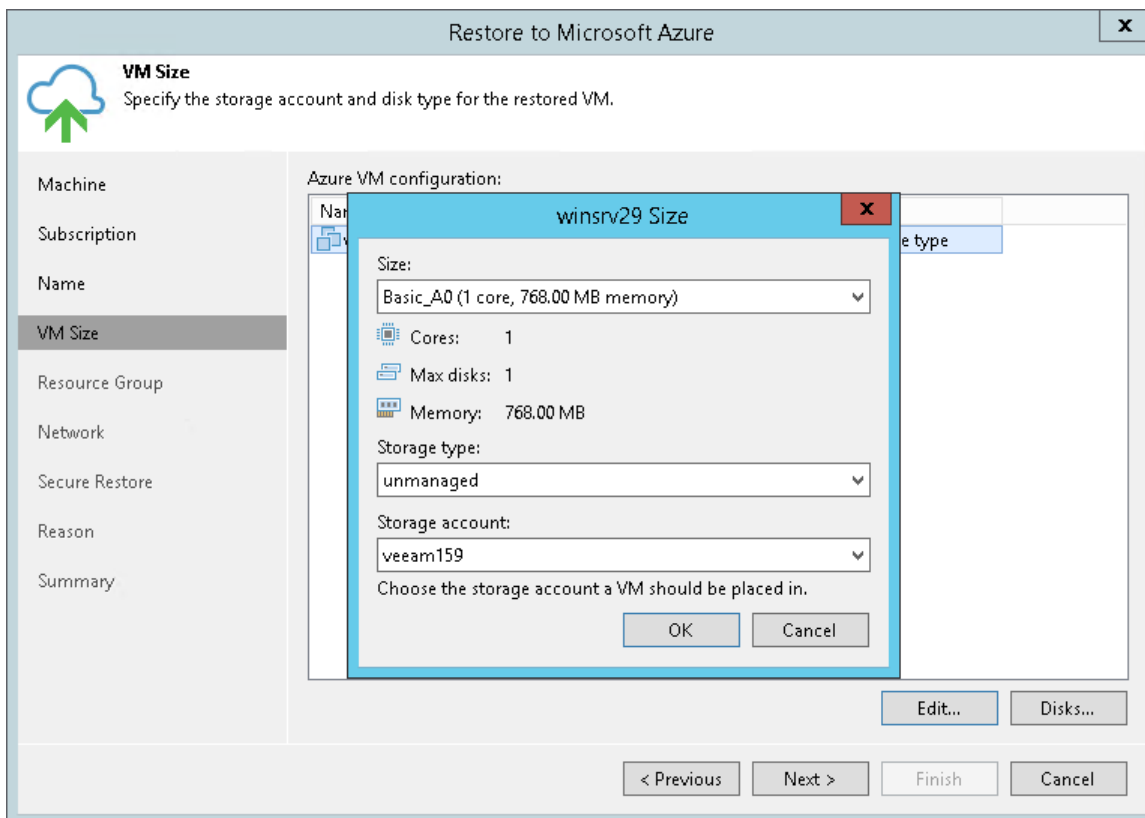 Restore to Microsoft Azure
x
VM Size
Specify the storage account and disk type for the restored VM.
Machine
Subscription
Name
VM Size
Resource Group
Network
Secure Restore
Reason
Summary
Azure VM configuration:
e type
winsrv29 Size
x
Size:
Basic_A0 (1 core, 768.00 MB memory)
Cores: 1
Max disks: 1
Memory: 768.00 MB
Storage type:
unmanaged
Storage account:
veeam159
Choose the storage account a VM should be placed in.
OK Cancel
Edit... Disks...
< Previous Next > Finish Cancel